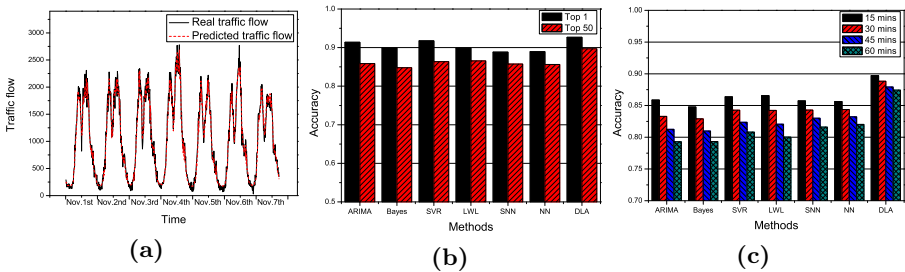 Real traffic flow
Predicted traffic flow
3000
2500
2000
1500
1000
500
0
Traffic flow
Nov.1st Nov.2nd Nov.3rd Nov.4th Nov.5th Nov.6th Nov.7th
Time
(a)
Top 1
Top 50
1.0
0.9
0.8
0.7
0.6
0.5
Accuracy
ARIMA Bayes SVR LWL SNN NN DLA
Methods
(b)
15 mins
30 mins
45 mins
60 mins
1.00
0.95
0.90
0.85
0.80
0.75
0.70
Accuracy
ARIMA Bayes SVR LWL SNN NN DLA
Methods
(c)